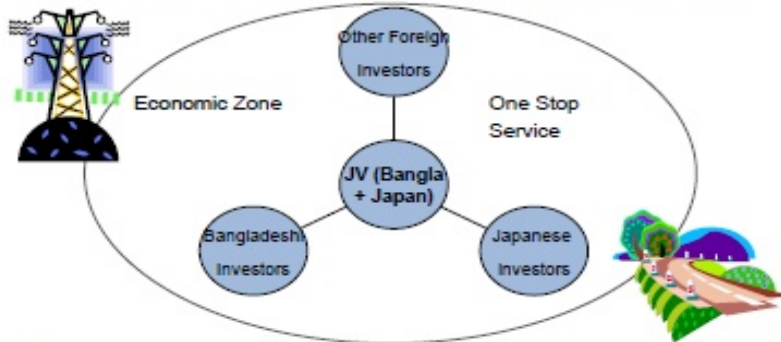 Other Foreign
Investors
Economic Zone
One Stop
Service
JV (Bangla
+ Japan)
Bangladeshi
Investors
Japanese
Investors